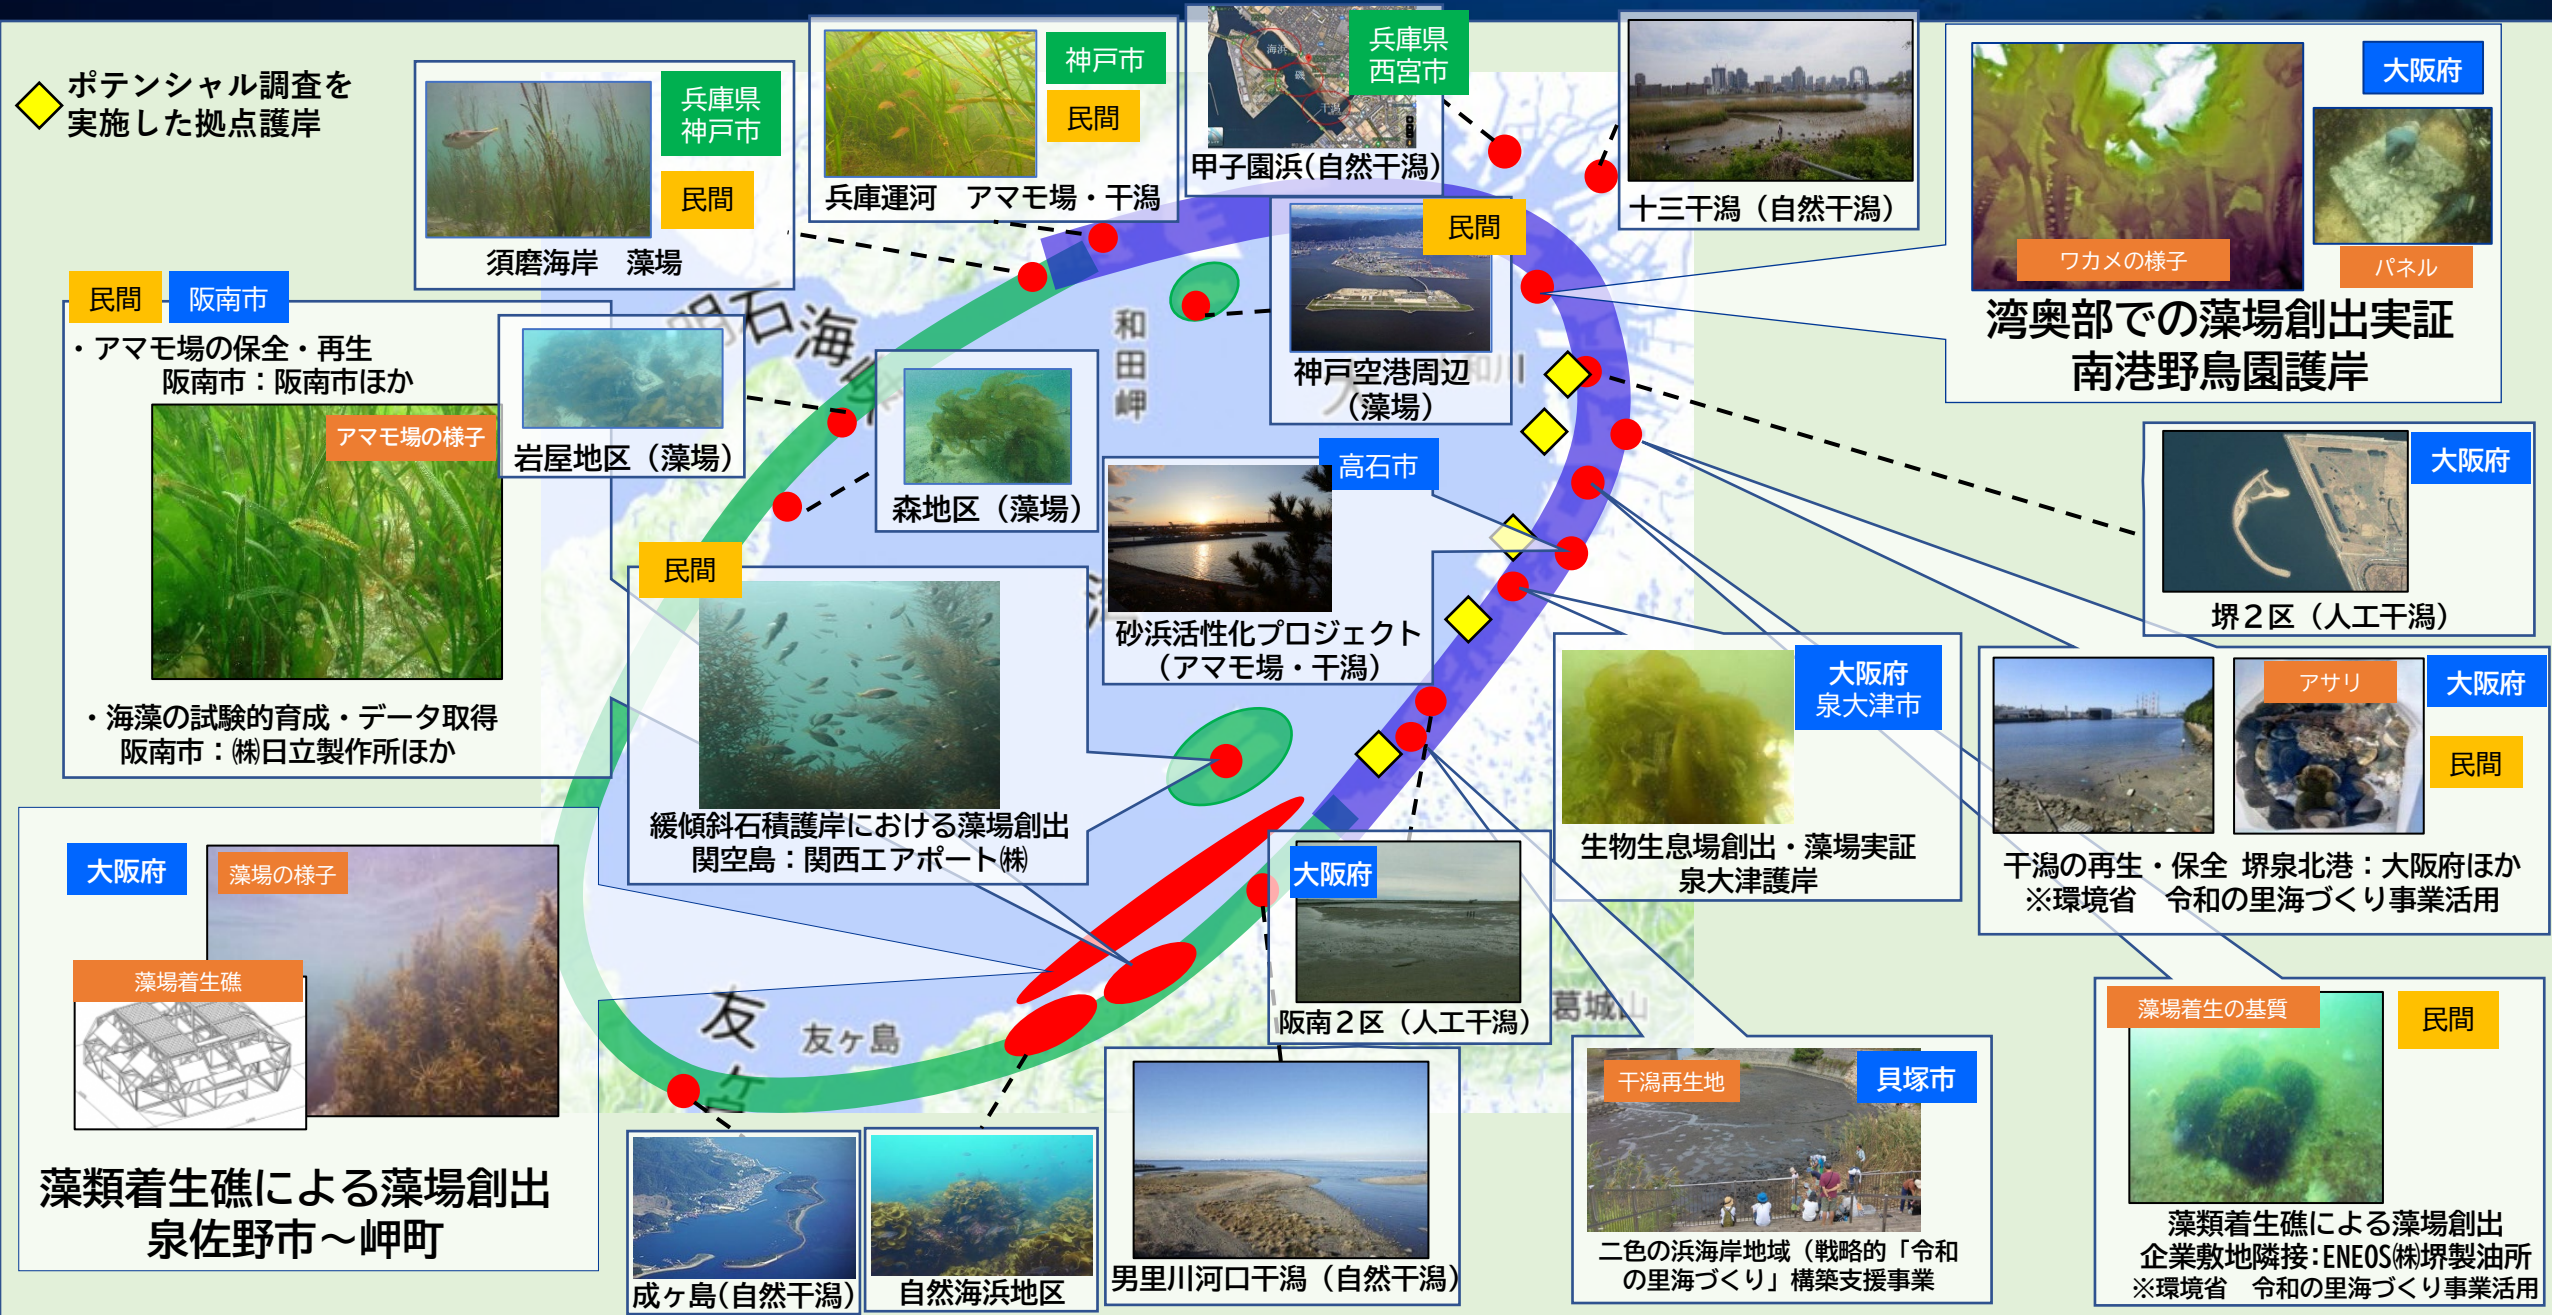 ポテンシャル調査を
実施した拠点護岸
兵庫県
神戸市
民間
須磨海岸　藻場
神戸市
民間
兵庫運河　アマモ場・干潟
海浜
磯
干潟
兵庫県
西宮市
甲子園浜(自然干潟)
十三干潟（自然干潟）
大阪府
ワカメの様子
パネル
湾奥部での藻場創出実証
南港野鳥園護岸
民間
阪南市
・アマモ場の保全・再生
阪南市：阪南市ほか
アマモ場の様子
・海藻の試験的育成・データ取得
阪南市：㈱日立製作所ほか
岩屋地区（藻場）
森地区（藻場）
明石海
和田岬
民間
神戸空港周辺
（藻場）
和川
大阪府
堺２区（人工干潟）
高石市
砂浜活性化プロジェクト
（アマモ場・干潟）
民間
緩傾斜石積護岸における藻場創出
関空島：関西エアポート㈱
大阪府
泉大津市
生物生息場創出・藻場実証
泉大津護岸
アサリ
大阪府
民間
干潟の再生・保全 堺泉北港：大阪府ほか
※環境省　令和の里海づくり事業活用
大阪府
藻場の様子
藻場着生礁
藻類着生礁による藻場創出
泉佐野市～岬町
大阪府
阪南２区（人工干潟）
葛城山
友ヶ
友ヶ島
成ヶ島(自然干潟)
自然海浜地区
男里川河口干潟（自然干潟）
干潟再生地
貝塚市
二色の浜海岸地域（戦略的「令和
の里海づくり」構築支援事業
藻場着生の基質
民間
藻類着生礁による藻場創出
企業敷地隣接:ENEOS㈱堺製油所
※環境省　令和の里海づくり事業活用